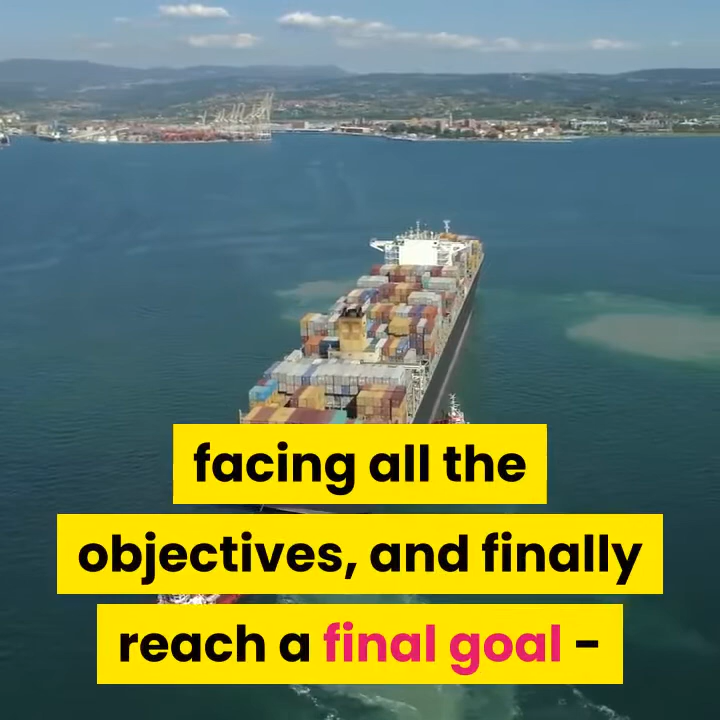 facing all the
objectives, and finally
reach a final goal -